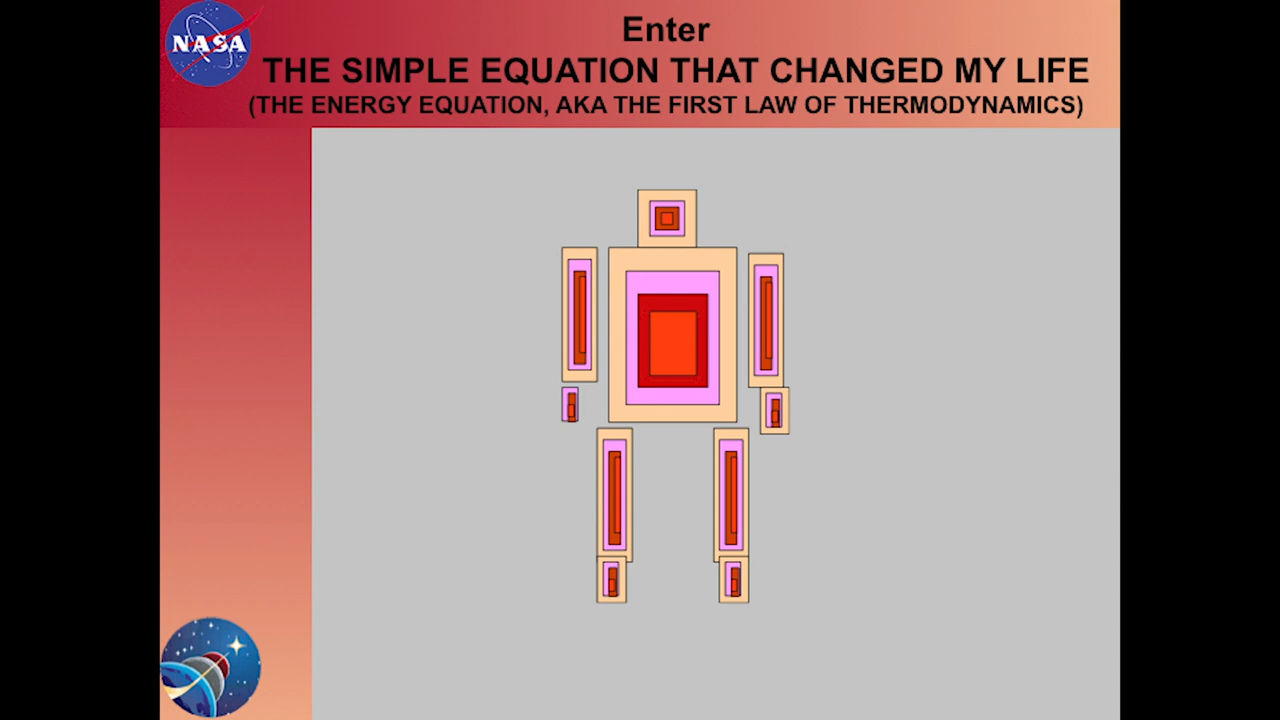 NASA
Enter
THE SIMPLE EQUATION THAT CHANGED MY LIFE
(THE ENERGY EQUATION, AKA THE FIRST LAW OF THERMODYNAMICS)